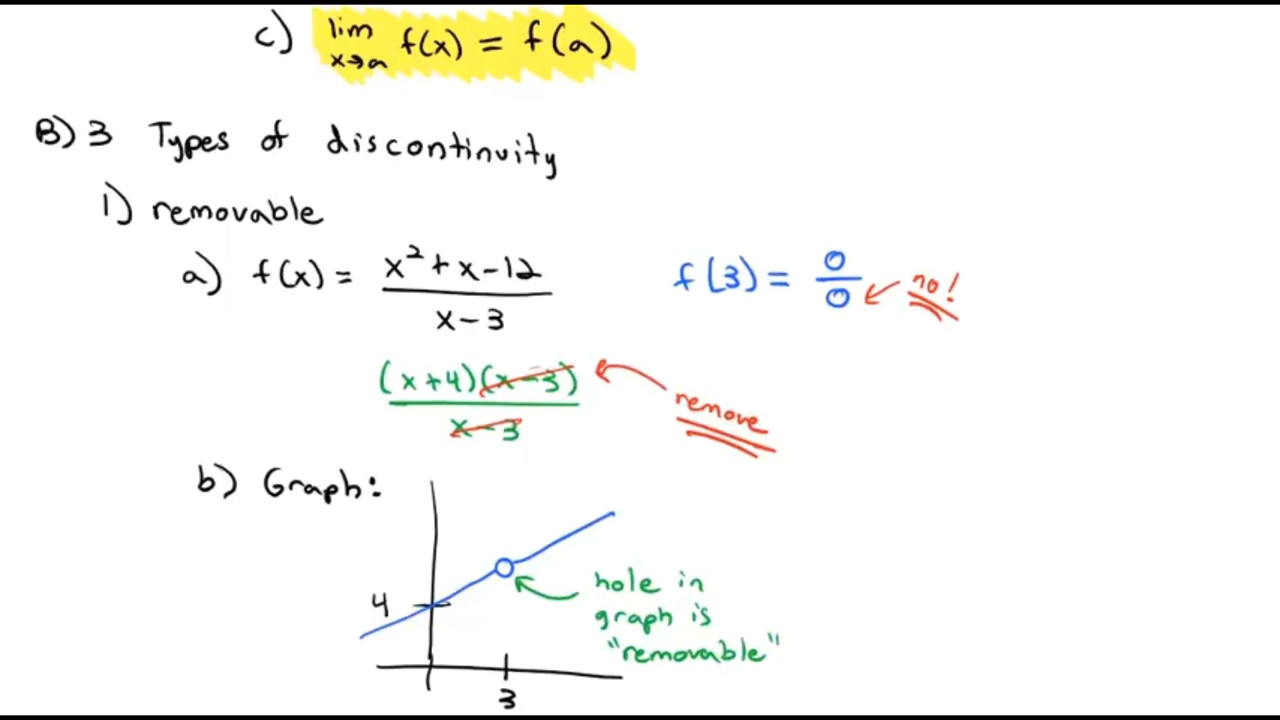 c) lim x→a f(x) = f(a)
B) 3 Types of discontinuity
1) removable
a) f(x) = (x² + x - 12) / (x - 3)
f(3) = 0/0 no!
(x+4)(x-3) / (x-3)
remove
b) Graph:
4
3
hole in
graph is
"removable"